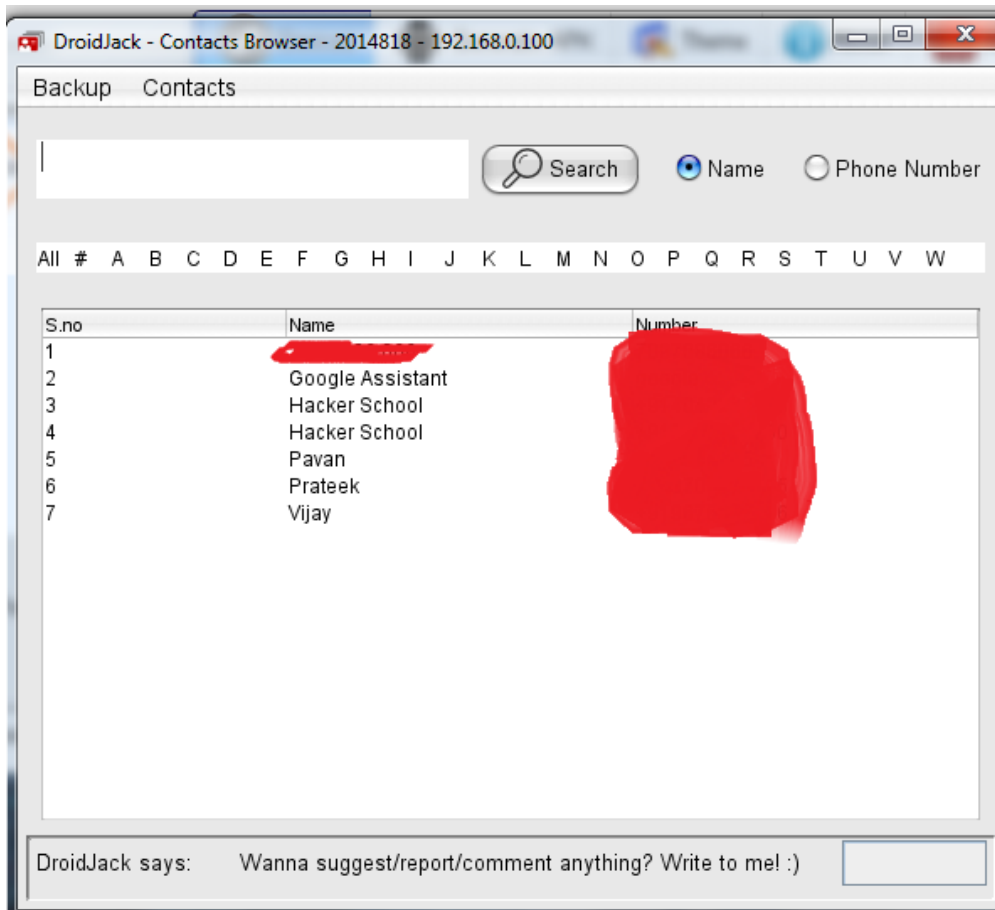 DroidJack - Contacts Browser - 2014818 - 192.168.0.100
Backup Contacts
Search Name Phone Number
All # A B C D E F G H I J K L M N O P Q R S T U V W
S.no Name Number
1
2 Google Assistant
3 Hacker School
4 Hacker School
5 Pavan
6 Prateek
7 Vijay
DroidJack says: Wanna suggest/report/comment anything? Write to me! :)